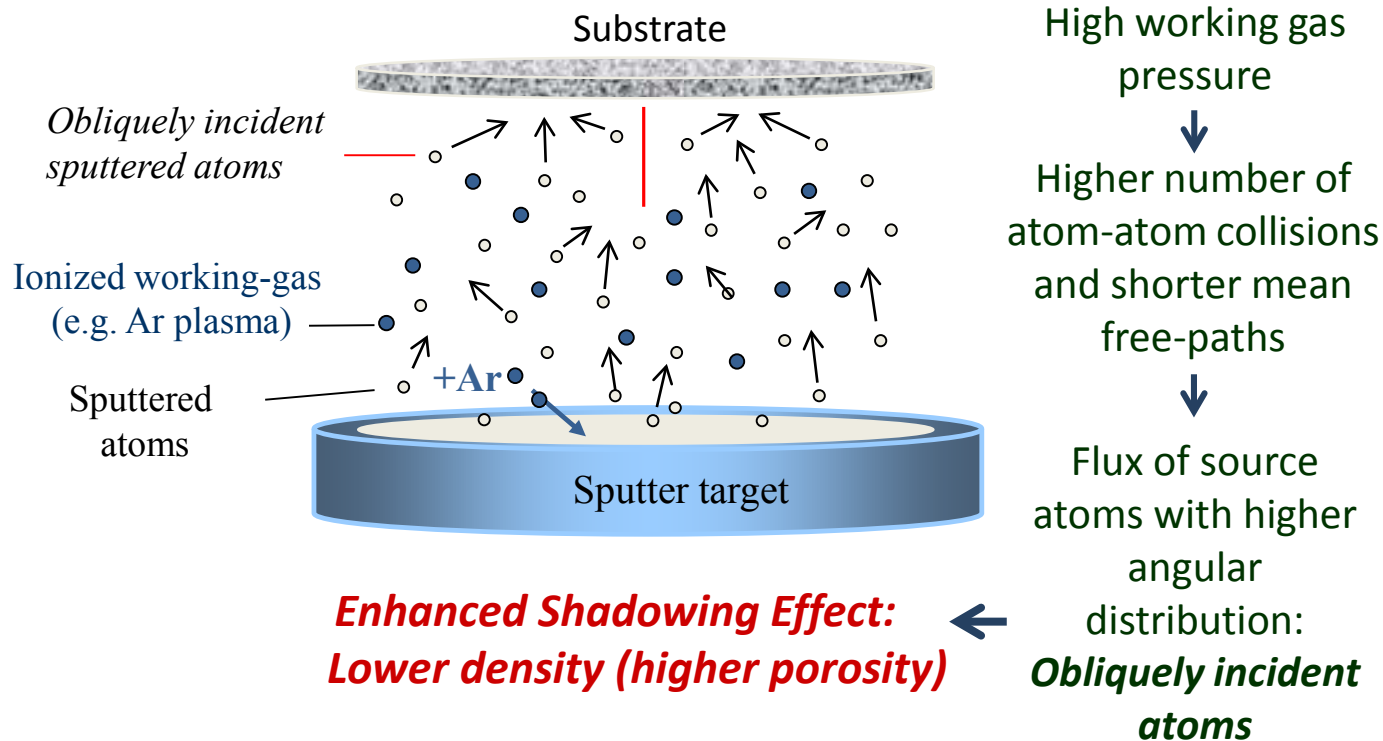 Substrate
Obliquely incident
sputtered atoms
Ionized working-gas
(e.g. Ar plasma)
Sputtered
atoms
+Ar
Sputter target
High working gas
pressure
Higher number of
atom-atom collisions
and shorter mean
free-paths
Flux of source
atoms with higher
angular
distribution:
Obliquely incident
atoms
Enhanced Shadowing Effect:
Lower density (higher porosity)